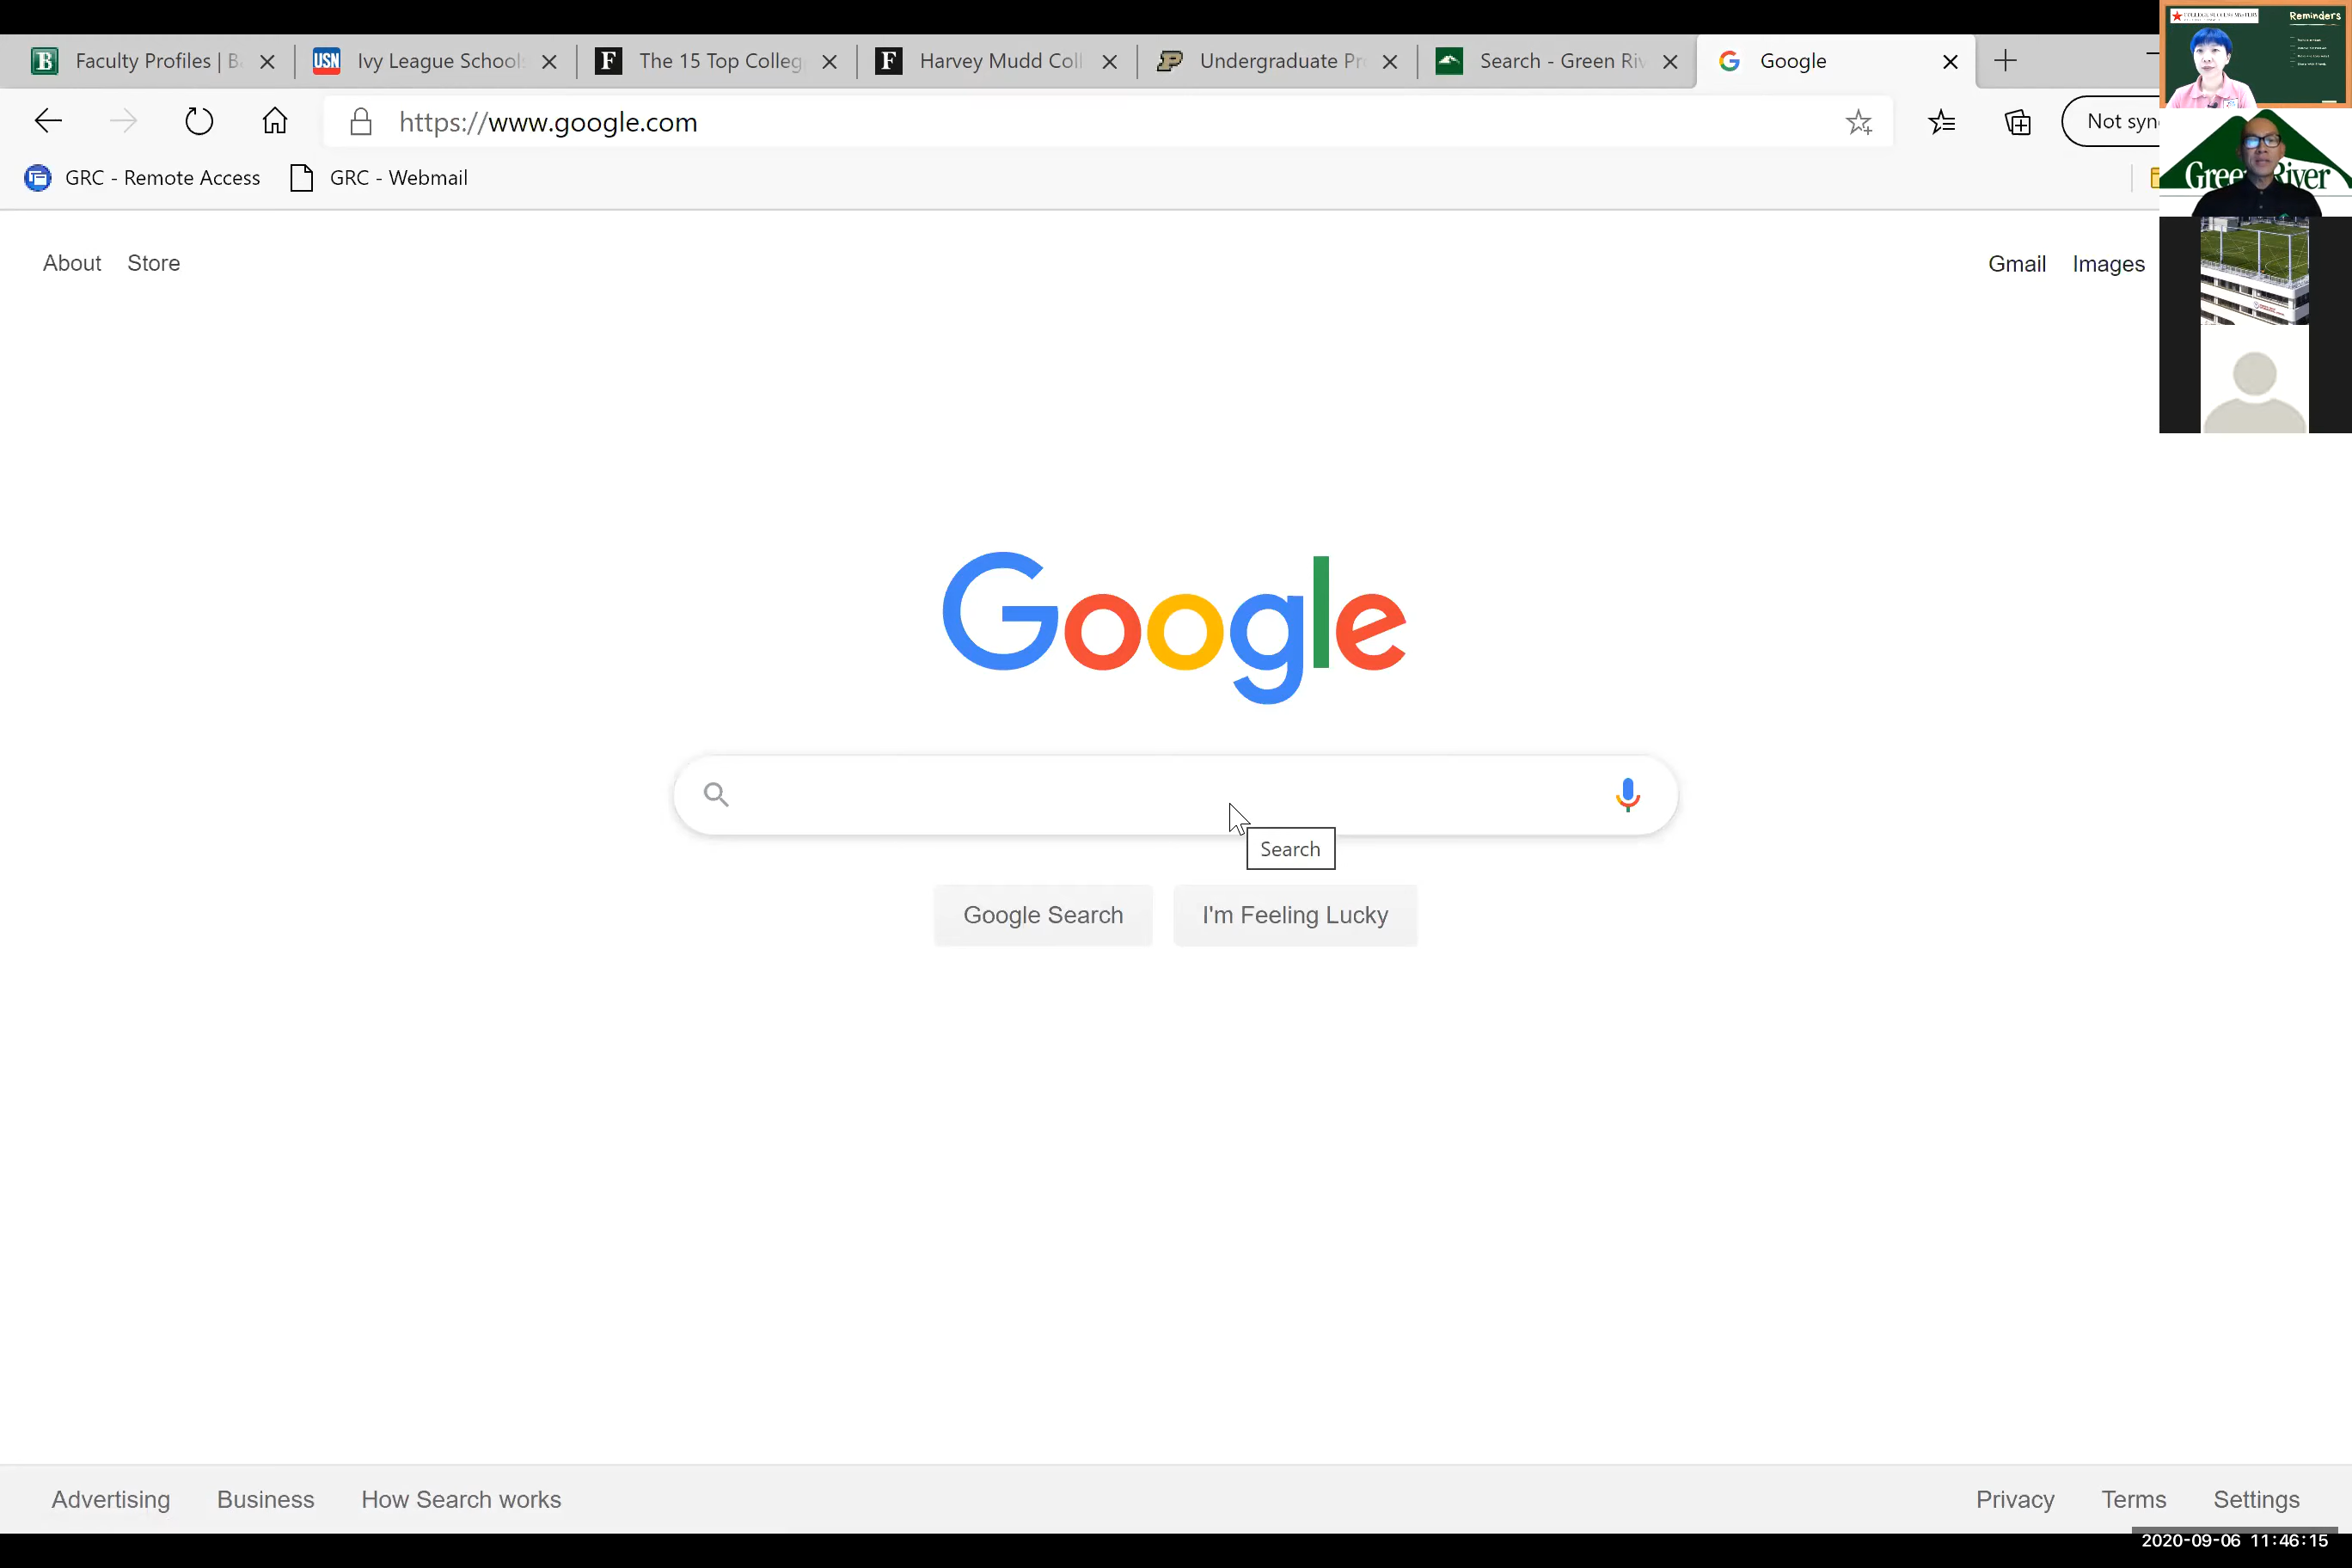 Faculty Profiles | B
USN
Ivy League School
F
The 15 Top Colleg
F
Harvey Mudd Col
P
Undergraduate Pr
Search - Green Riv
Google
https://www.google.com
Not syn
GRC - Remote Access
GRC - Webmail
Reminders
Green River
About
Store
Gmail
Images
Google
Search
Google Search
I'm Feeling Lucky
Advertising
Business
How Search works
Privacy
Terms
Settings
2020-09-06 11:46:15